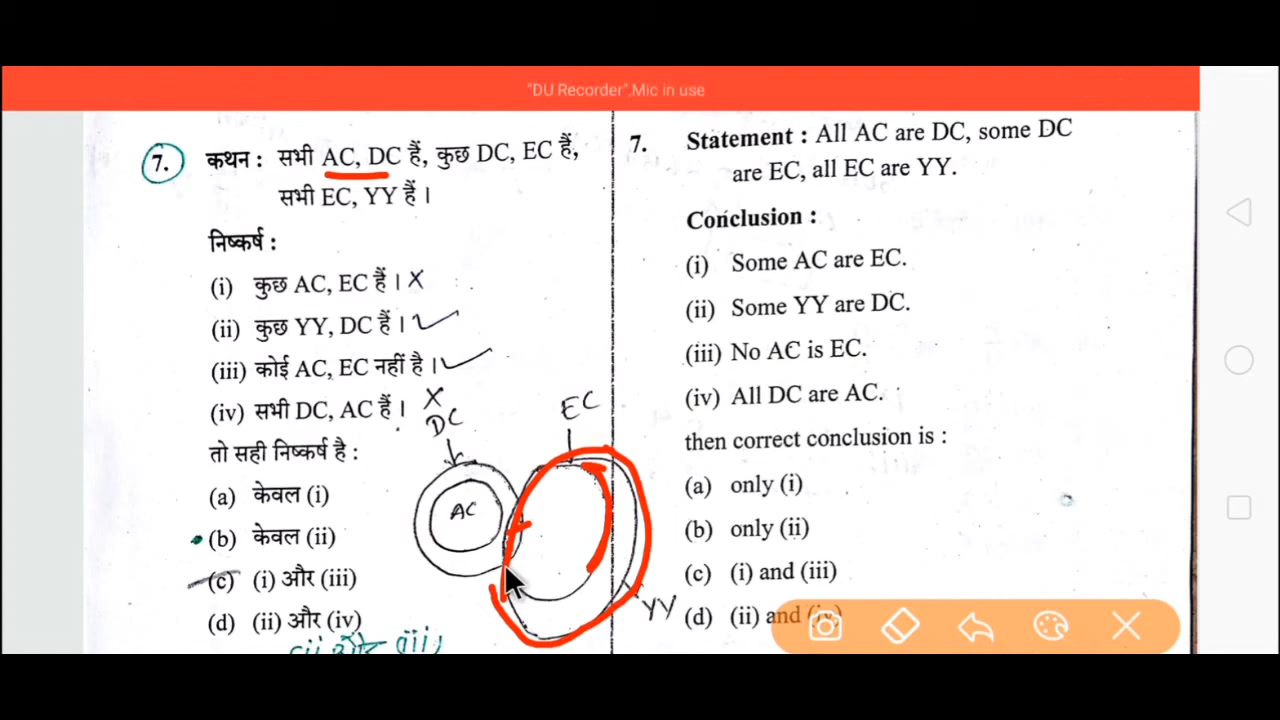 "DU Recorder",Mic in use
7. कथन : सभी AC, DC हैं, कुछ DC, EC हैं,
सभी EC, YY हैं।
निष्कर्ष :
(i) कुछ AC, EC हैं। X
(ii) कुछ YY, DC हैं।
(iii) कोई AC, EC नहीं है।
(iv) सभी DC, AC हैं। X
तो सही निष्कर्ष है :
(a) केवल (i)
(b) केवल (ii)
(c) (i) और (iii)
(d) (ii) और (iv)
(ii और (iii)
DC
EC
AC
YY
7. Statement : All AC are DC, some DC
are EC, all EC are YY.
Conclusion :
(i) Some AC are EC.
(ii) Some YY are DC.
(iii) No AC is EC.
(iv) All DC are AC.
then correct conclusion is :
(a) only (i)
(b) only (ii)
(c) (i) and (iii)
(d) (ii) and (iv)